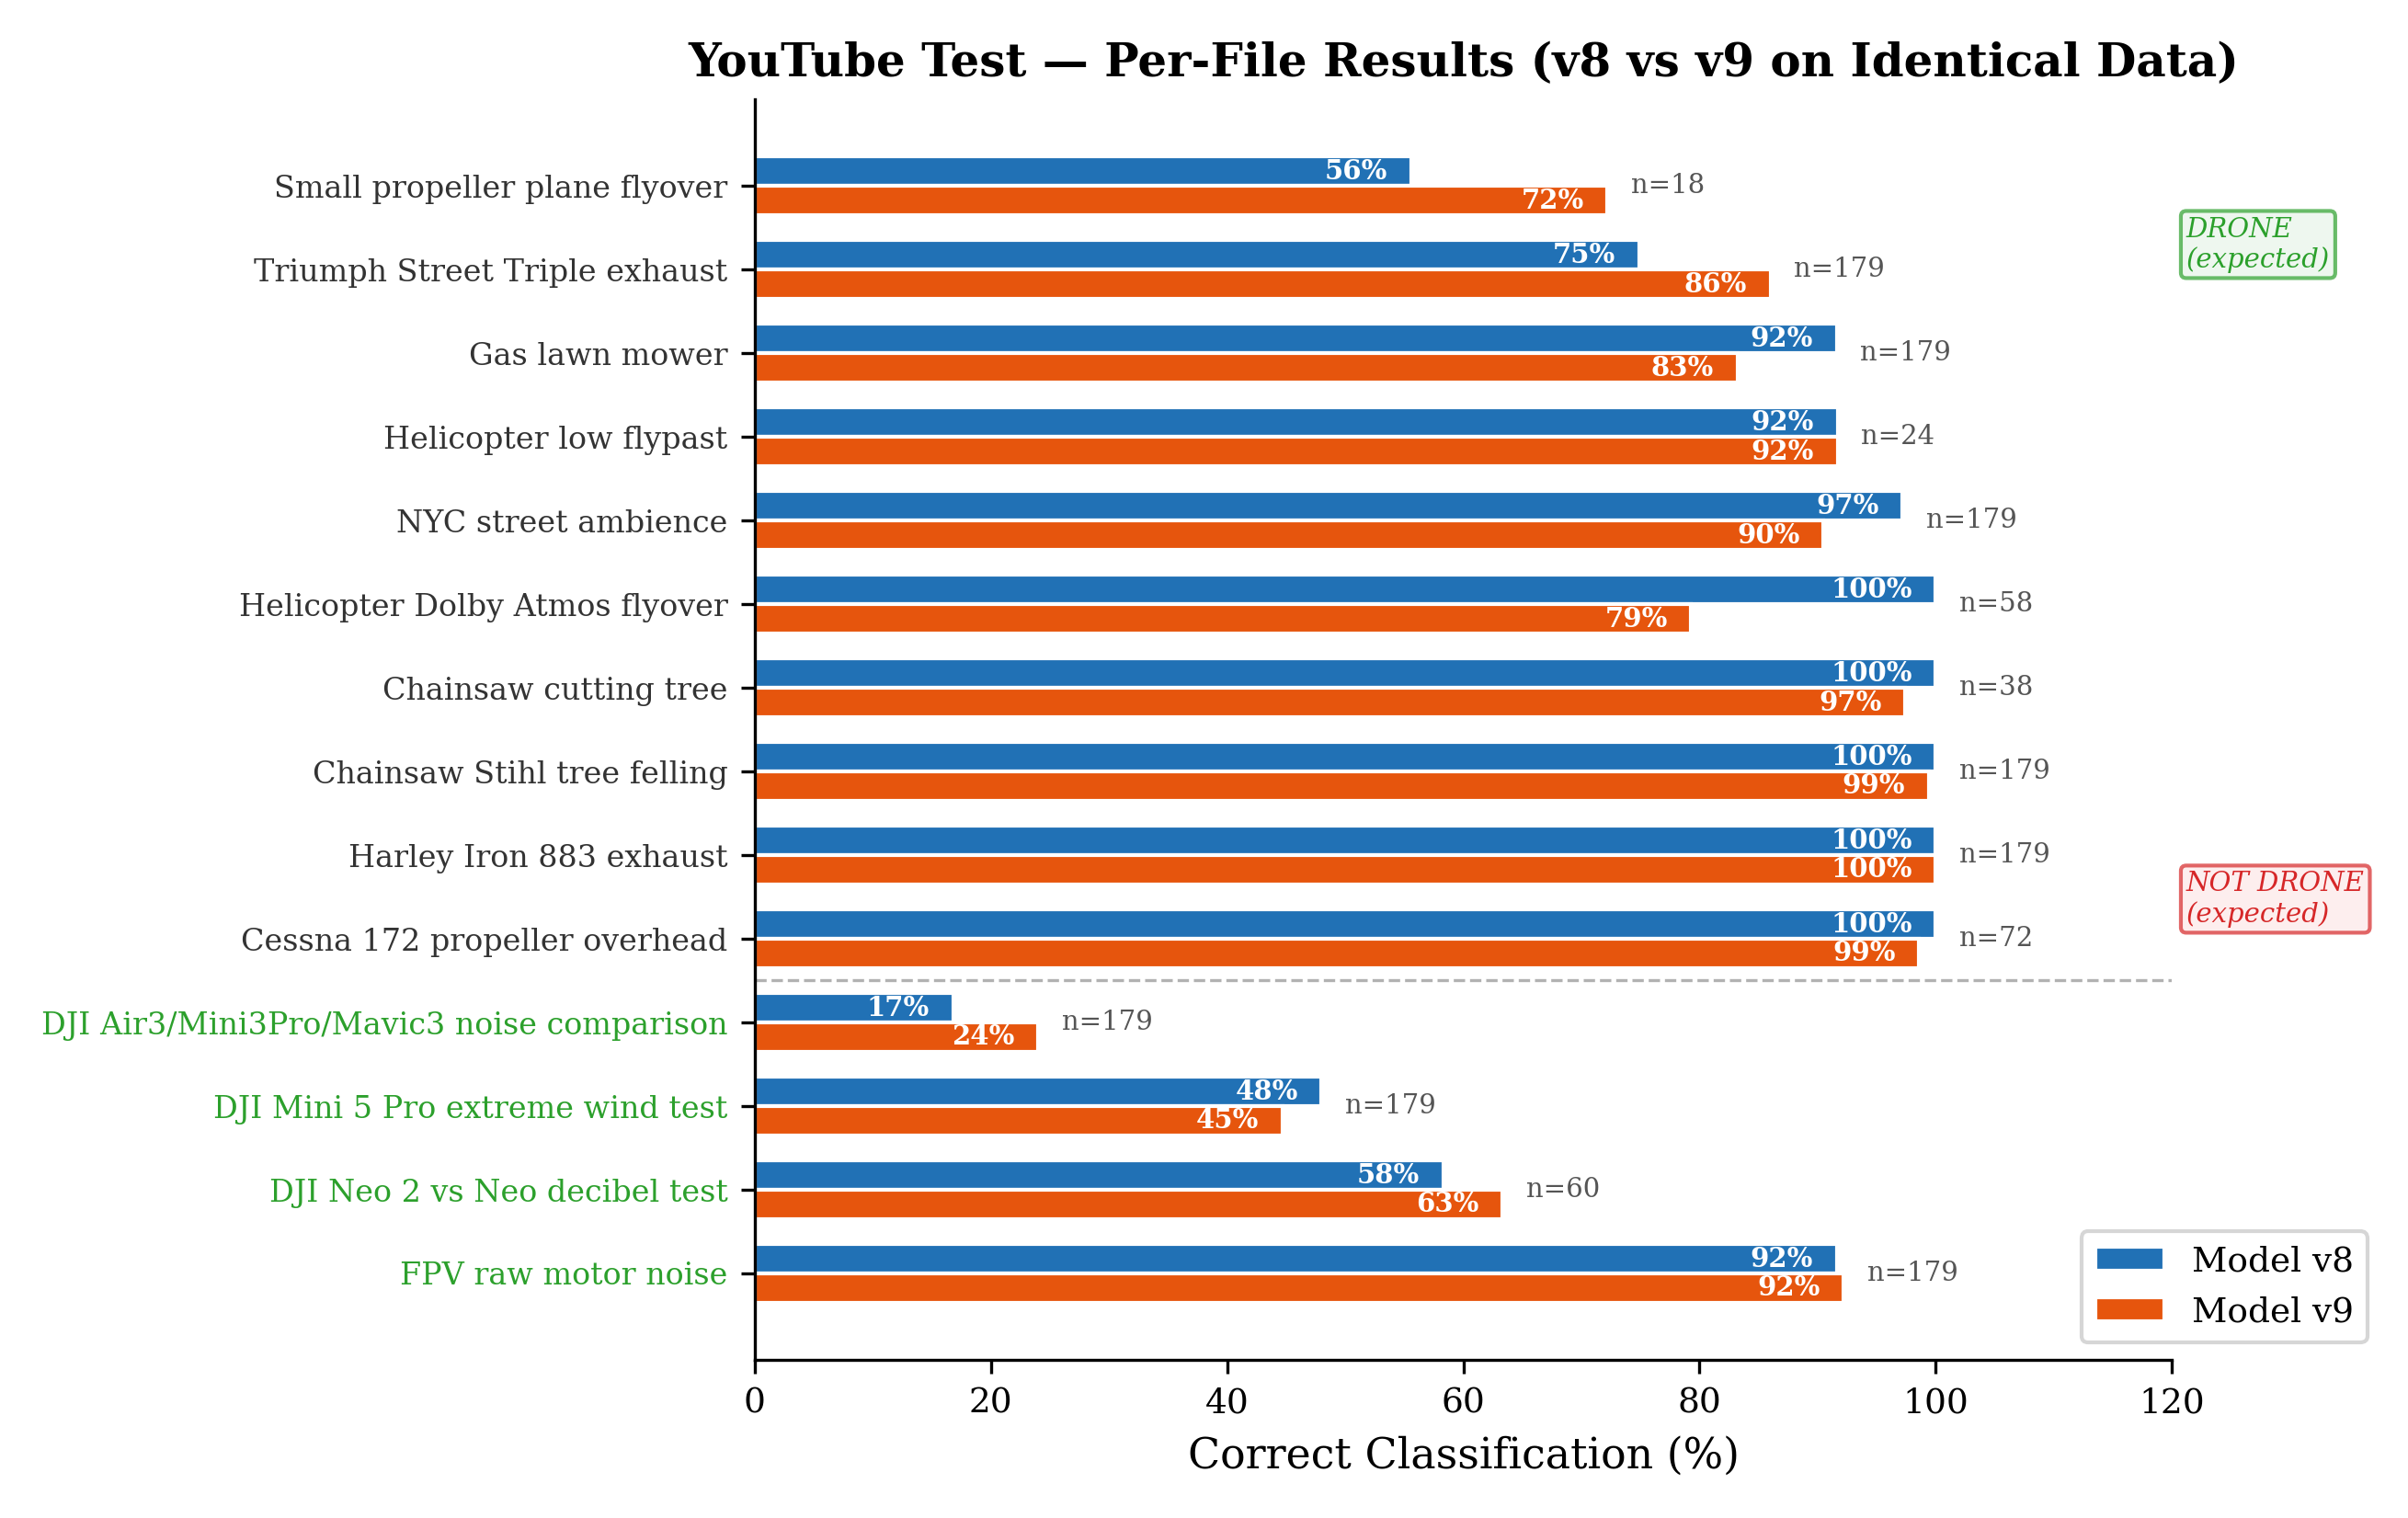 YouTube Test — Per-File Results (v8 vs v9 on Identical Data)
Small propeller plane flyover
56%
72%
n=18
DRONE
(expected)
Triumph Street Triple exhaust
75%
86%
n=179
Gas lawn mower
92%
83%
n=179
Helicopter low flypast
92%
92%
n=24
NYC street ambience
97%
90%
n=179
Helicopter Dolby Atmos flyover
100%
79%
n=58
Chainsaw cutting tree
100%
97%
n=38
Chainsaw Stihl tree felling
100%
99%
n=179
Harley Iron 883 exhaust
100%
100%
n=179
NOT DRONE
(expected)
Cessna 172 propeller overhead
100%
99%
n=72
DJI Air3/Mini3Pro/Mavic3 noise comparison
17%
24%
n=179
DJI Mini 5 Pro extreme wind test
48%
45%
n=179
DJI Neo 2 vs Neo decibel test
58%
63%
n=60
FPV raw motor noise
92%
92%
n=179
Model v8
Model v9
0 20 40 60 80 100 120
Correct Classification (%)